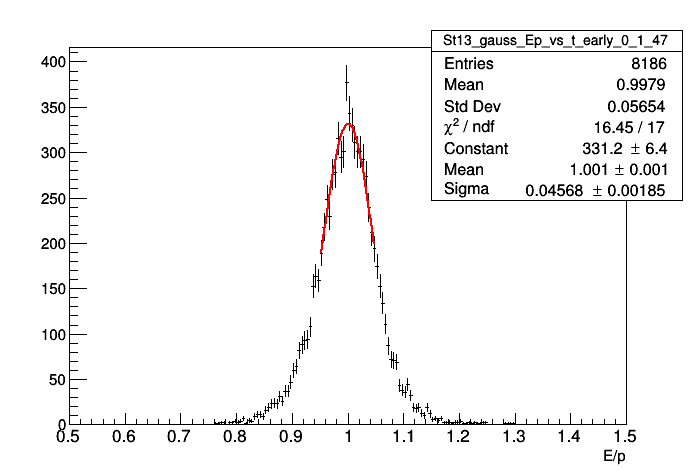 St13_gauss_Ep_vs_t_early_0_1_47
Entries 8186
Mean 0.9979
Std Dev 0.05654
χ² / ndf 16.45 / 17
Constant 331.2 ± 6.4
Mean 1.001 ± 0.001
Sigma 0.04568 ± 0.00185
400
350
300
250
200
150
100
50
0
0.5 0.6 0.7 0.8 0.9 1 1.1 1.2 1.3 1.4 1.5
E/p